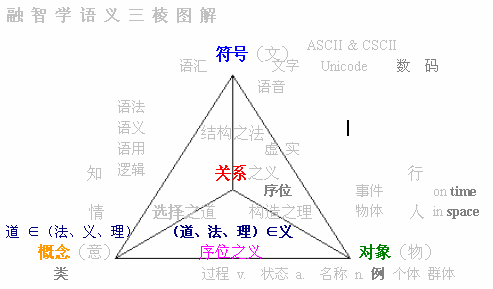 融智学语义三棱图解
符号(文) ASCII & CSCII
语汇 文字 Unicode 数码
语音
语法
语义 结构之法
语用 虚实
逻辑
知 关系之义 行
序位 事件 on time
情 选择之道 构造之理 物体 人 in space
道 ∈(法、义、理) (道、法、理)∈义
概念(意) 序位之义 对象(物)
类 过程 v. 状态 a. 名称 n. 例 个体 群体